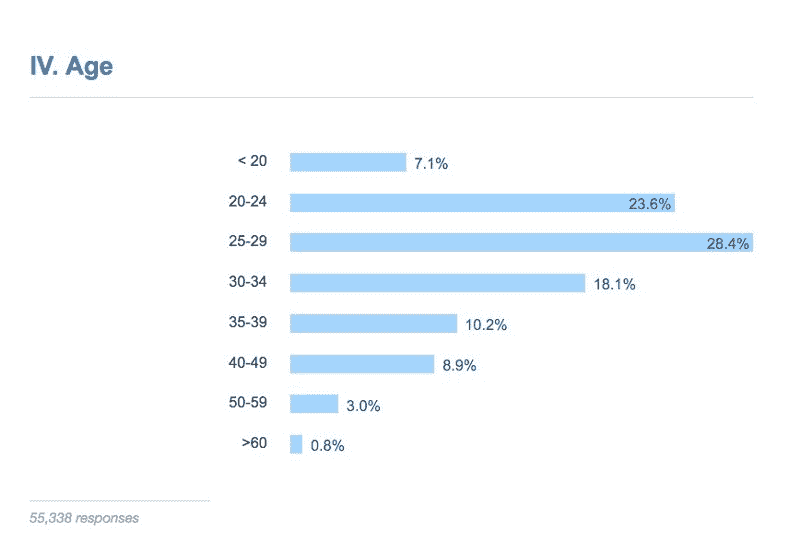 IV. Age
< 20 7.1%
20-24 23.6%
25-29 28.4%
30-34 18.1%
35-39 10.2%
40-49 8.9%
50-59 3.0%
>60 0.8%
55,338 responses